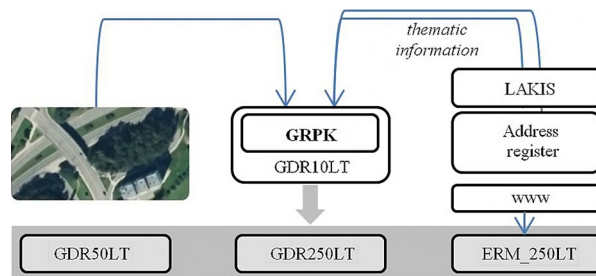 thematic
information
LAKIS
Address
register
GRPK
GDR10LT
www
GDR50LT
GDR250LT
ERM_250LT